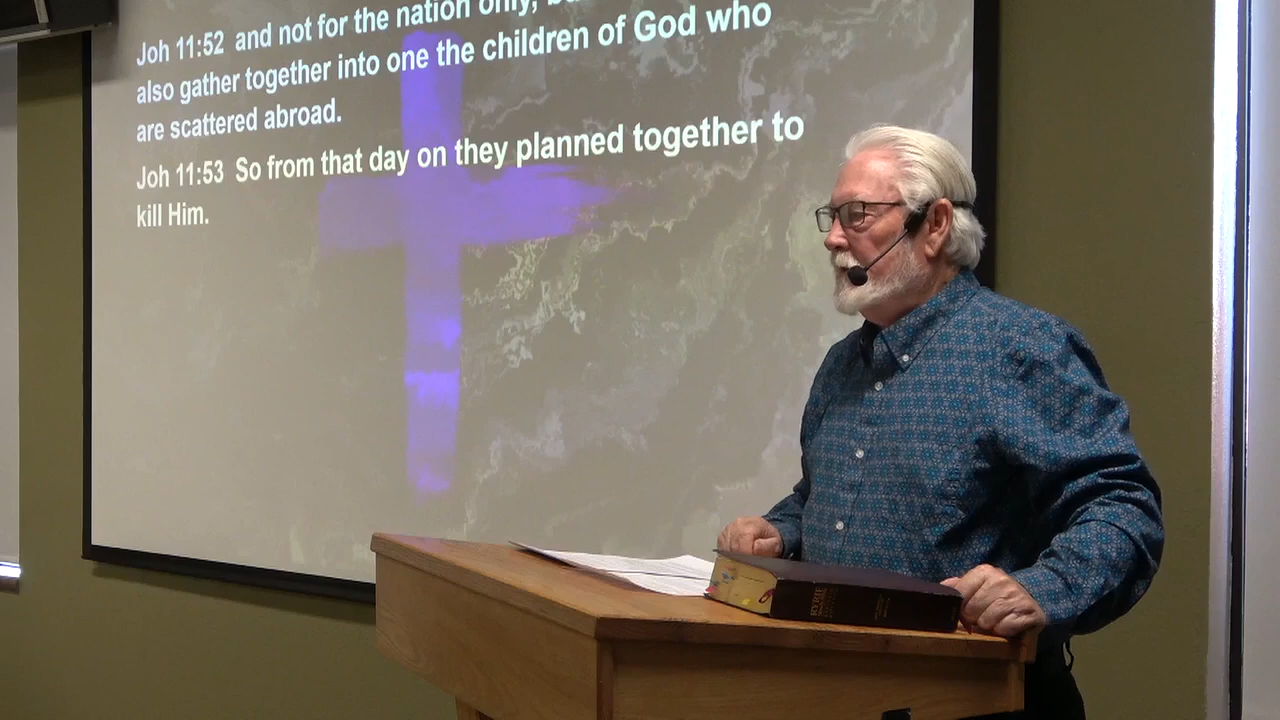 Joh 11:52 and not for the nation only,
also gather together into one the children of God who
are scattered abroad.
Joh 11:53 So from that day on they planned together to
kill Him.
RYRIE